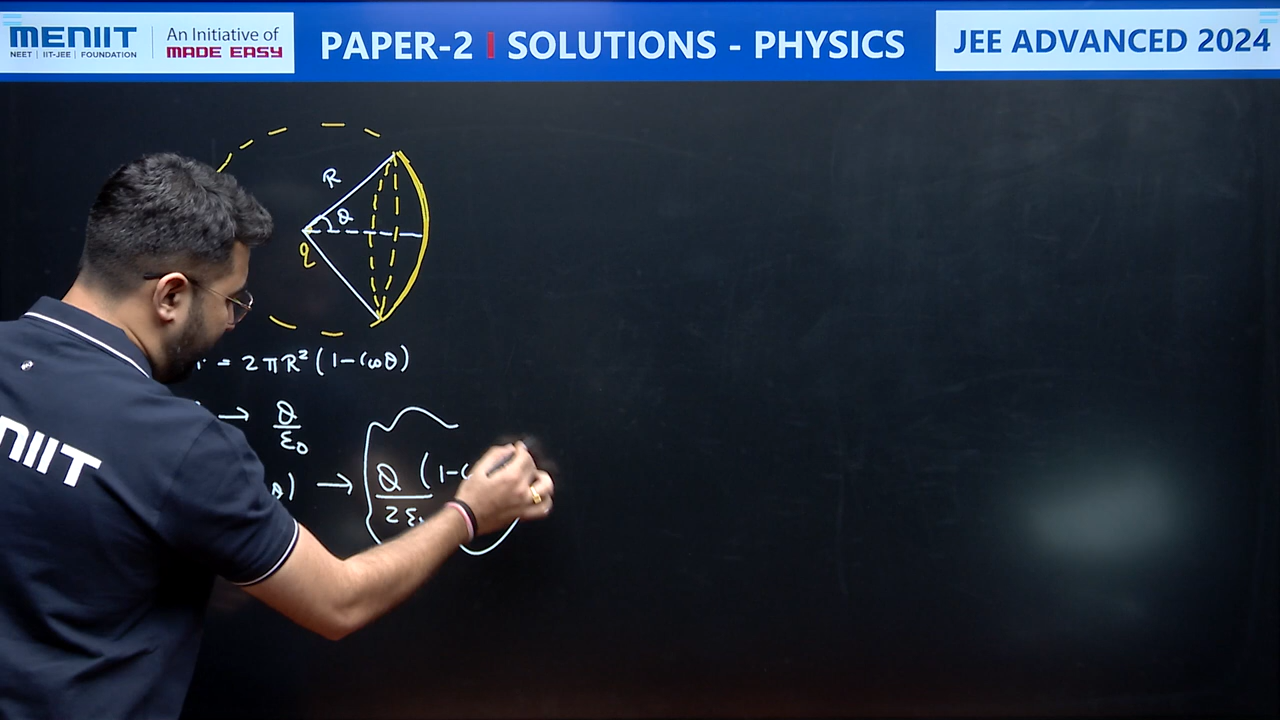 MENIIT
NEET | IIT-JEE | FOUNDATION
An Initiative of
MADE EASY
PAPER-2 | SOLUTIONS - PHYSICS
JEE ADVANCED 2024
R
θ
q
= 2πR² (1-Cosθ)
→ Q/ε₀
θ) → Q/2ε₀ (1-C
NIIT